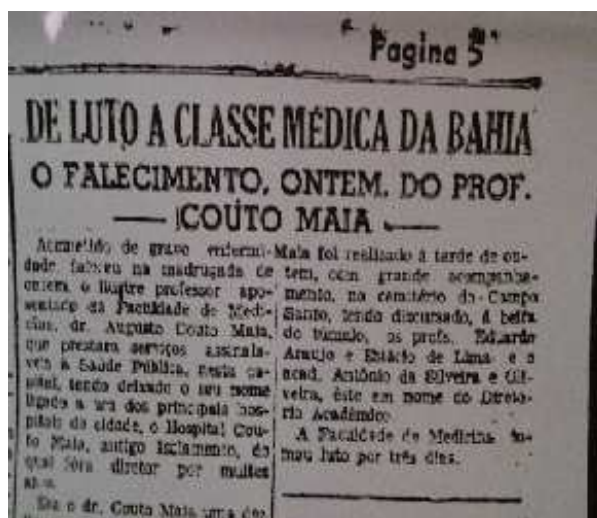 Pagina 5
DE LUTO A CLASSE MÉDICA DA BAHIA
O FALECIMENTO, ONTEM, DO PROF.
COUTO MAIA
Acometido de grave enfermi-
dade, faleceu na madrugada de
ontem, o ilustre professor apo-
sentado da Faculdade de Medi-
cina, dr. Augusto Couto Maia,
que prestara serviços assinala-
veis à Saúde Pública, nesta ca-
pital, tendo deixado o seu nome
ligado a um dos principais hos-
pitais da cidade, o Hospital Cou-
to Maia, antigo Isolamento, do
qual fôra diretor por muitos
anos.
Era o dr. Couto Maia uma das
Maia foi realizado à tarde de on-
tem, com grande acompanha-
mento, no cemitério do Campo
Santo, tendo discursado, á beira
do túmulo, os profs. Eduardo
Araujo e Estácio de Lima e o
acad. Antônio da Silveira e Oli-
veira, êste em nome do Diretó-
rio Acadêmico
A Faculdade de Medicina to-
mou luto por três dias.